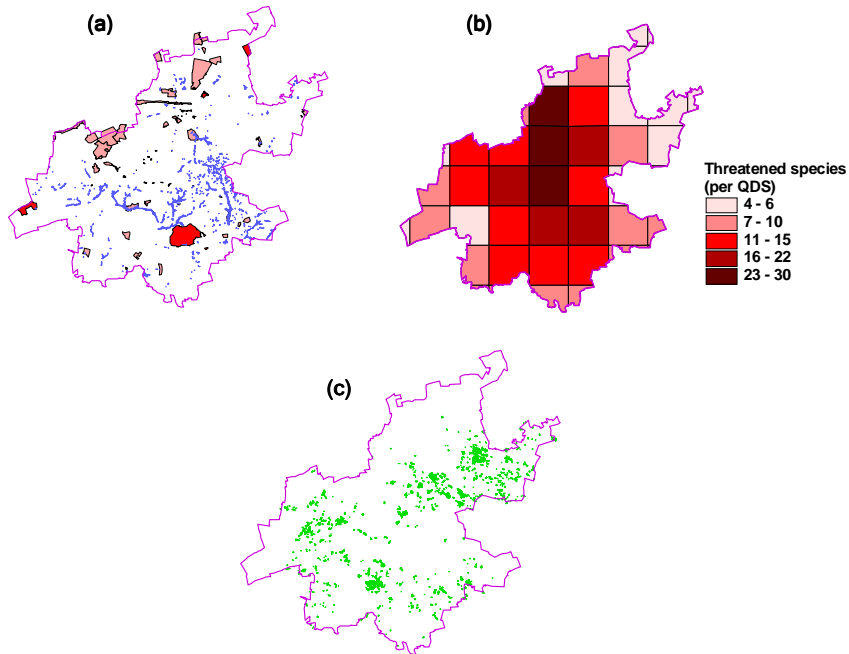 (a)
(b)
Threatened species
(per QDS)
4 - 6
7 - 10
11 - 15
16 - 22
23 - 30
(c)